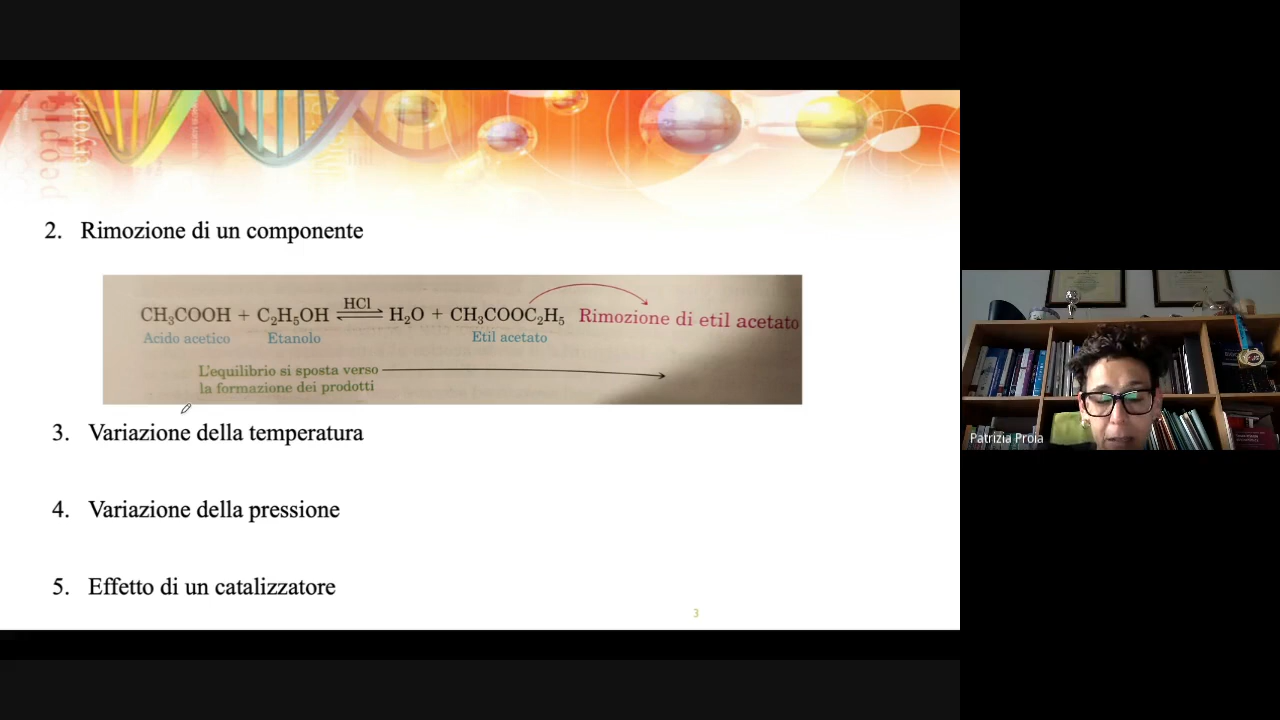 people
eryone
2. Rimozione di un componente
CH₃COOH + C₂H₅OH ⇌ H₂O + CH₃COOC₂H₅ Rimozione di etil acetato
HCl
Acido acetico Etanolo Etil acetato
L'equilibrio si sposta verso
la formazione dei prodotti
3. Variazione della temperatura
4. Variazione della pressione
5. Effetto di un catalizzatore
3
Patrizia Proia